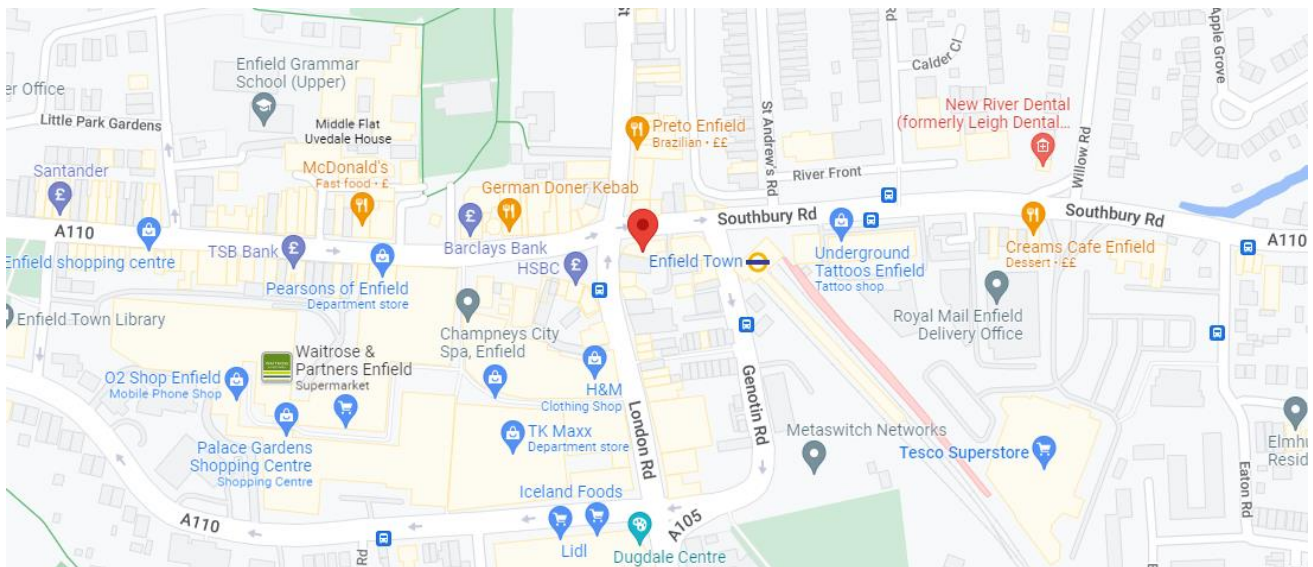 St
Rd
Apple Grove
Calder Cl
Enfield Grammar
School (Upper)
er Office
Little Park Gardens
Middle Flat
Uvedale House
New River Dental
(formerly Leigh Dental...
Preto Enfield
Brazilian • ££
St Andrew's Rd
Willow Rd
River Front
Santander
McDonald's
Fast food • £
German Doner Kebab
Southbury Rd
Southbury Rd
A110
A110
TSB Bank
Barclays Bank
HSBC
Enfield shopping centre
Enfield Town
Underground
Tattoos Enfield
Tattoo shop
Creams Cafe Enfield
Dessert • ££
Pearsons of Enfield
Department store
Enfield Town Library
Champneys City
Spa, Enfield
Royal Mail Enfield
Delivery Office
Waitrose &
Partners Enfield
Supermarket
O2 Shop Enfield
Mobile Phone Shop
H&M
Clothing Shop
London Rd
Genotin Rd
TK Maxx
Department store
Metaswitch Networks
Palace Gardens
Shopping Centre
Shopping Centre
Tesco Superstore
Elmhu
Resid
Eaton Rd
Iceland Foods
A110
Lidl
A105
Dugdale Centre
Rd